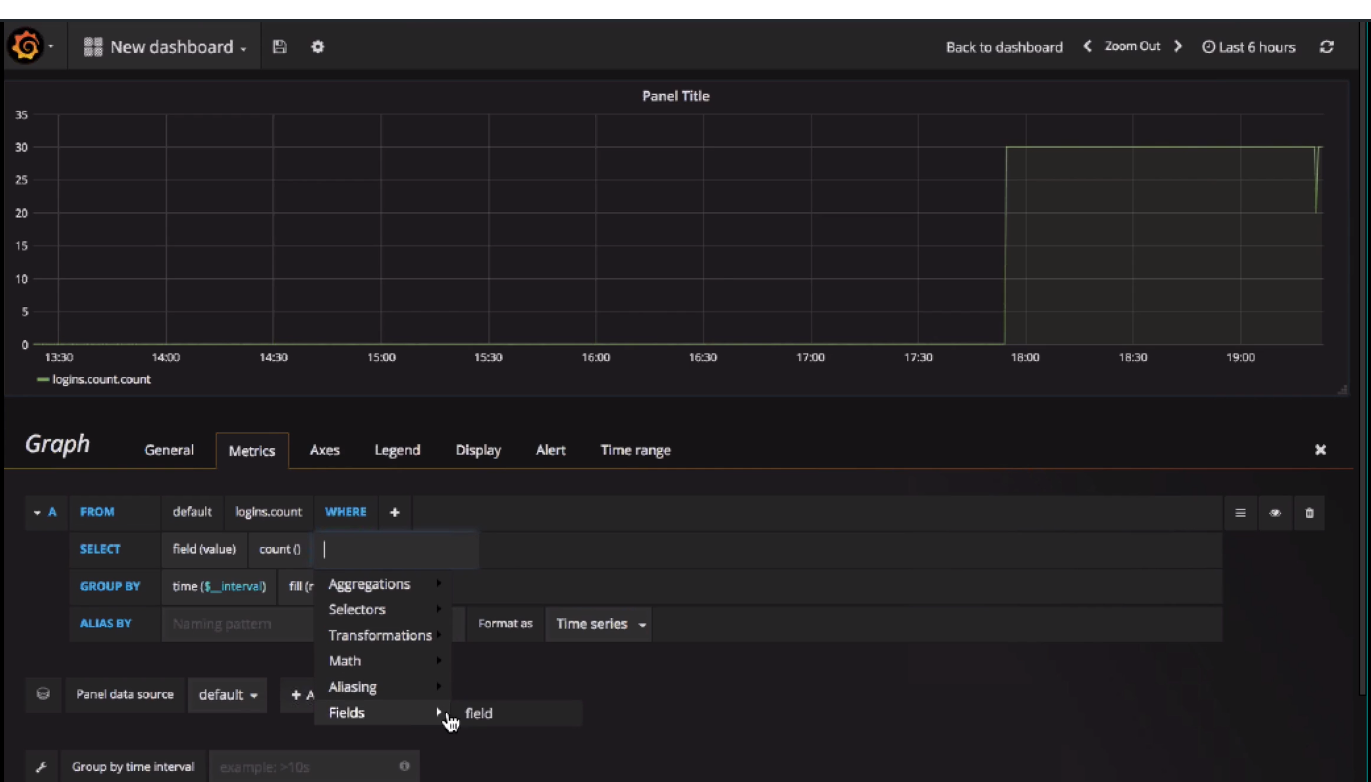 New dashboard
Back to dashboard Zoom Out Last 6 hours
Panel Title
35
30
25
20
15
10
5
0
13:30 14:00 14:30 15:00 15:30 16:00 16:30 17:00 17:30 18:00 18:30 19:00
logins.count.count
Graph General Metrics Axes Legend Display Alert Time range
A FROM default logins.count WHERE +
SELECT field (value) count ()
GROUP BY time ($__interval) fill (
ALIAS BY Naming pattern Format as Time series
Aggregations
Selectors
Transformations
Math
Aliasing
Fields field
Panel data source default + A
Group by time interval example: >10s